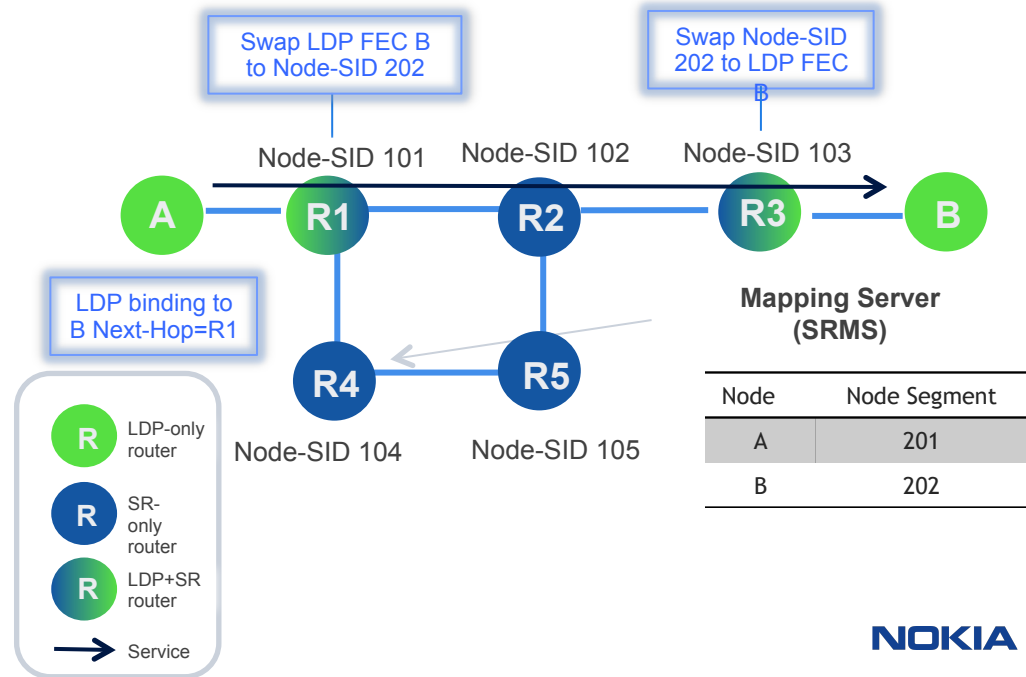 Swap LDP FEC B
to Node-SID 202
Swap Node-SID
202 to LDP FEC
B
Node-SID 101
Node-SID 102
Node-SID 103
A
R1
R2
R3
B
LDP binding to
B Next-Hop=R1
Mapping Server
(SRMS)
R4
R5
Node-SID 104
Node-SID 105
Node Node Segment
A 201
B 202
R LDP-only
router
R SR-
only
router
R LDP+SR
router
Service
NOKIA